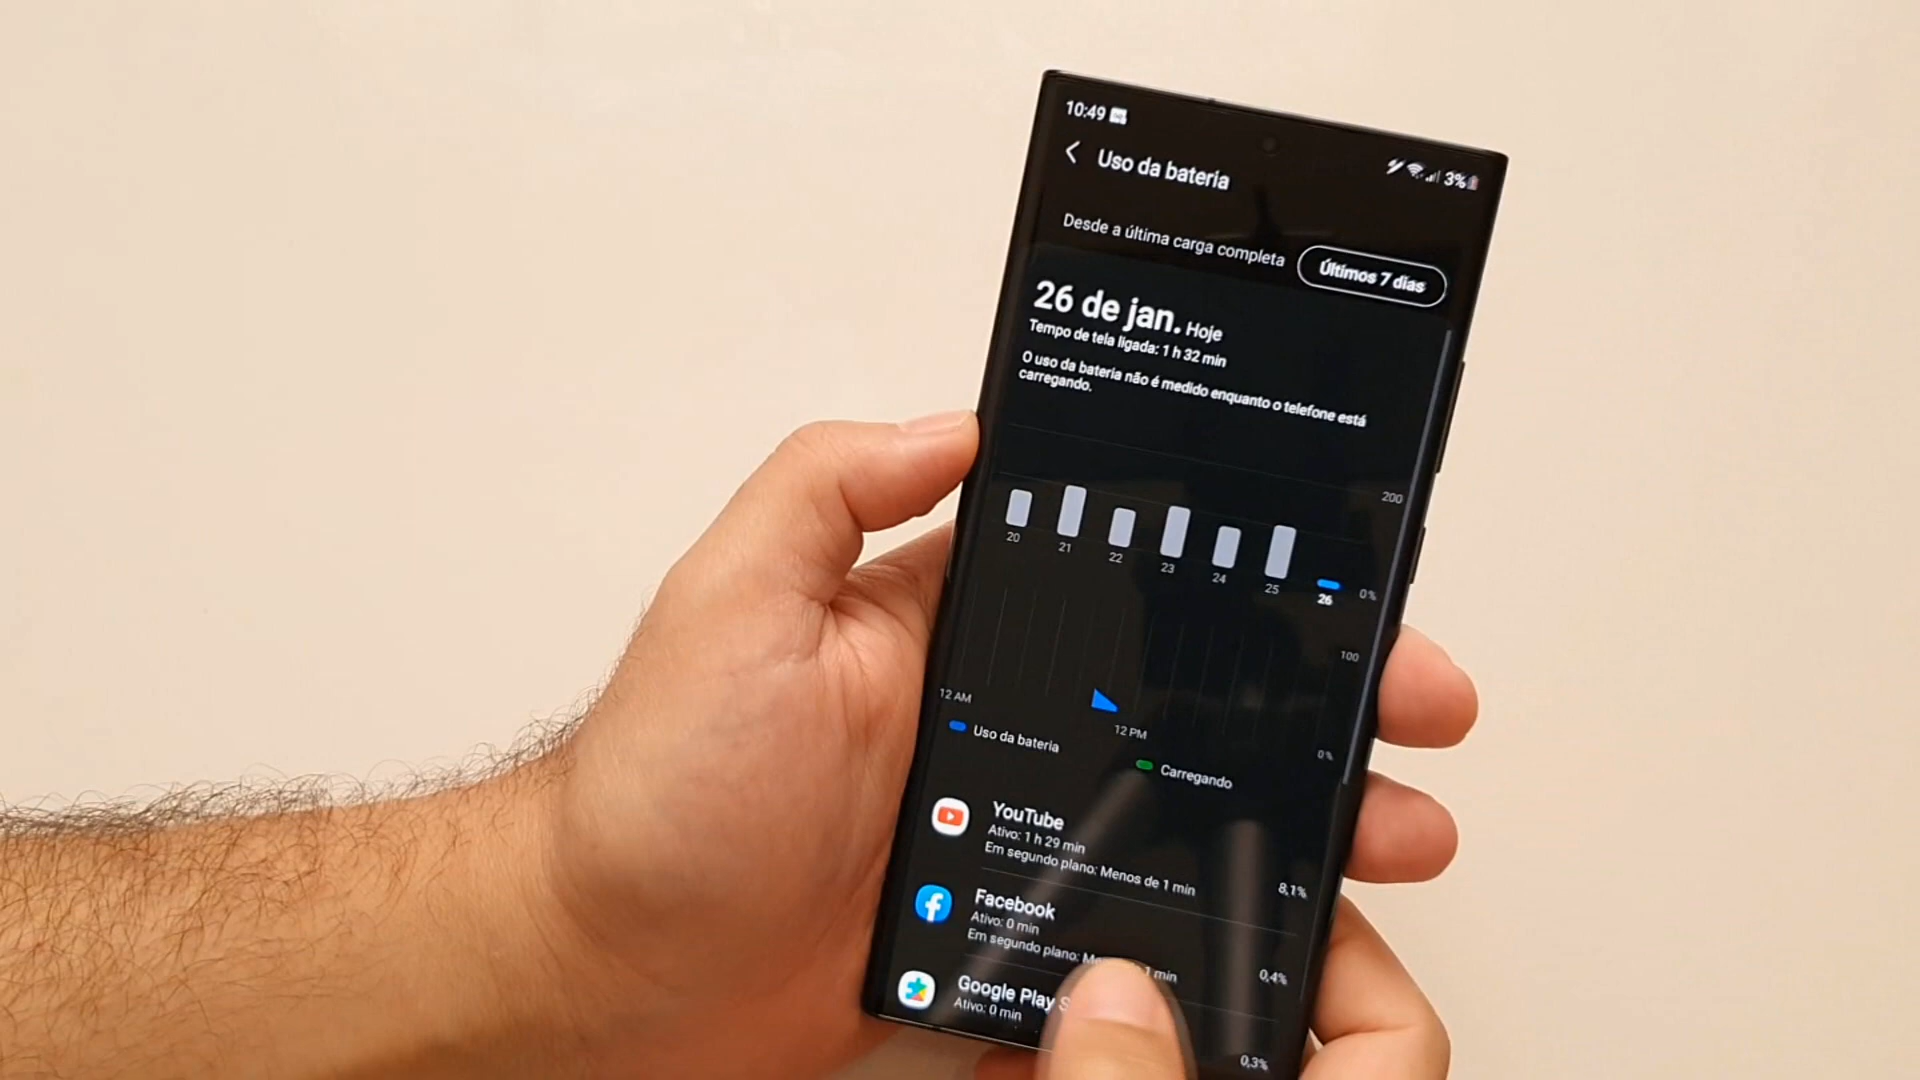 10:49
3%
Uso da bateria
Desde a última carga completa
Últimos 7 dias
26 de jan. Hoje
Tempo de tela ligada: 1 h 32 min
O uso da bateria não é medido enquanto o telefone está
carregando.
200
0%
20 21 22 23 24 25 26
100
0%
12 AM 12 PM
Uso da bateria
Carregando
YouTube
Ativo: 1 h 29 min
Em segundo plano: Menos de 1 min
8,1%
Facebook
Ativo: 0 min
Em segundo plano: 1 min
0,4%
Google Play
Ativo: 0 min
0,3%